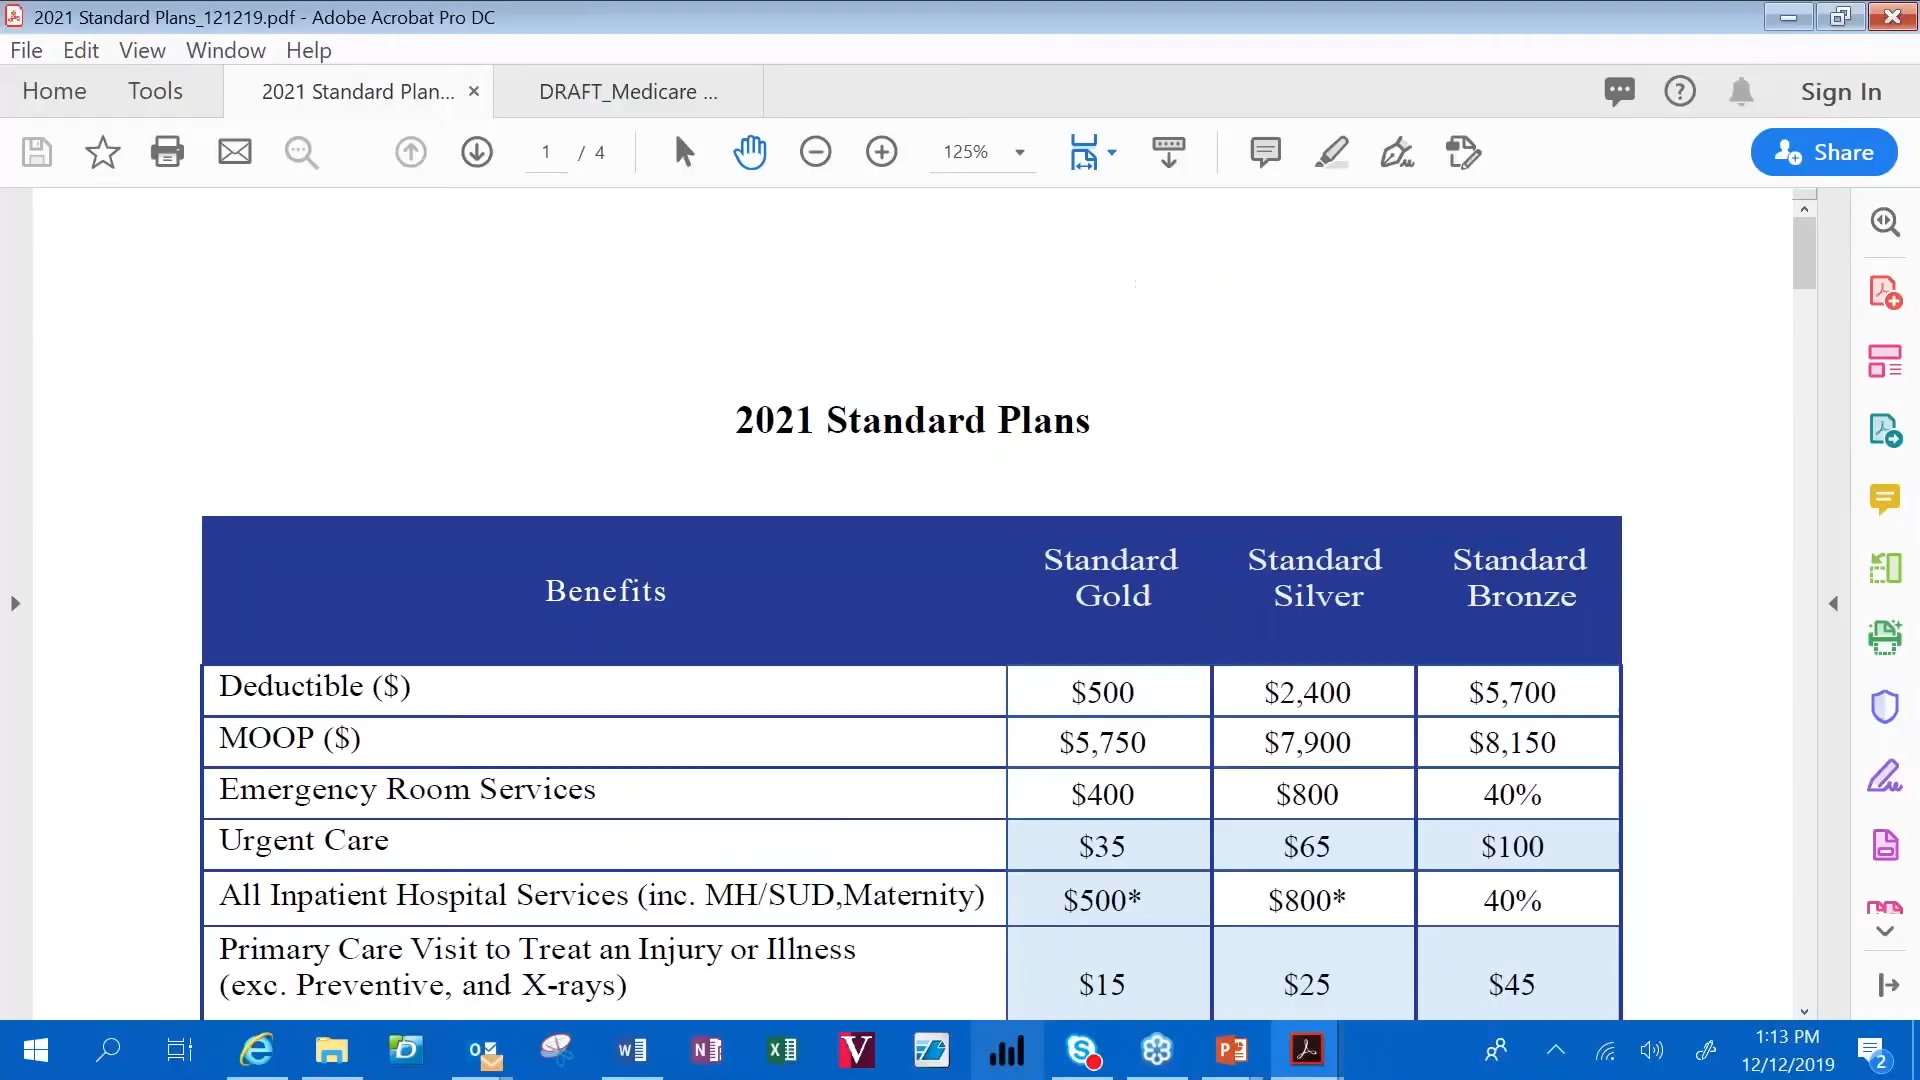 2021 Standard Plans_121219.pdf - Adobe Acrobat Pro DC
File Edit View Window Help
Home Tools 2021 Standard Plan... × DRAFT_Medicare ... Sign In
1 / 4 125% Share
2021 Standard Plans
Benefits Standard Gold Standard Silver Standard Bronze
Deductible ($) $500 $2,400 $5,700
MOOP ($) $5,750 $7,900 $8,150
Emergency Room Services $400 $800 40%
Urgent Care $35 $65 $100
All Inpatient Hospital Services (inc. MH/SUD,Maternity) $500* $800* 40%
Primary Care Visit to Treat an Injury or Illness
(exc. Preventive, and X-rays) $15 $25 $45
1:13 PM
12/12/2019
2